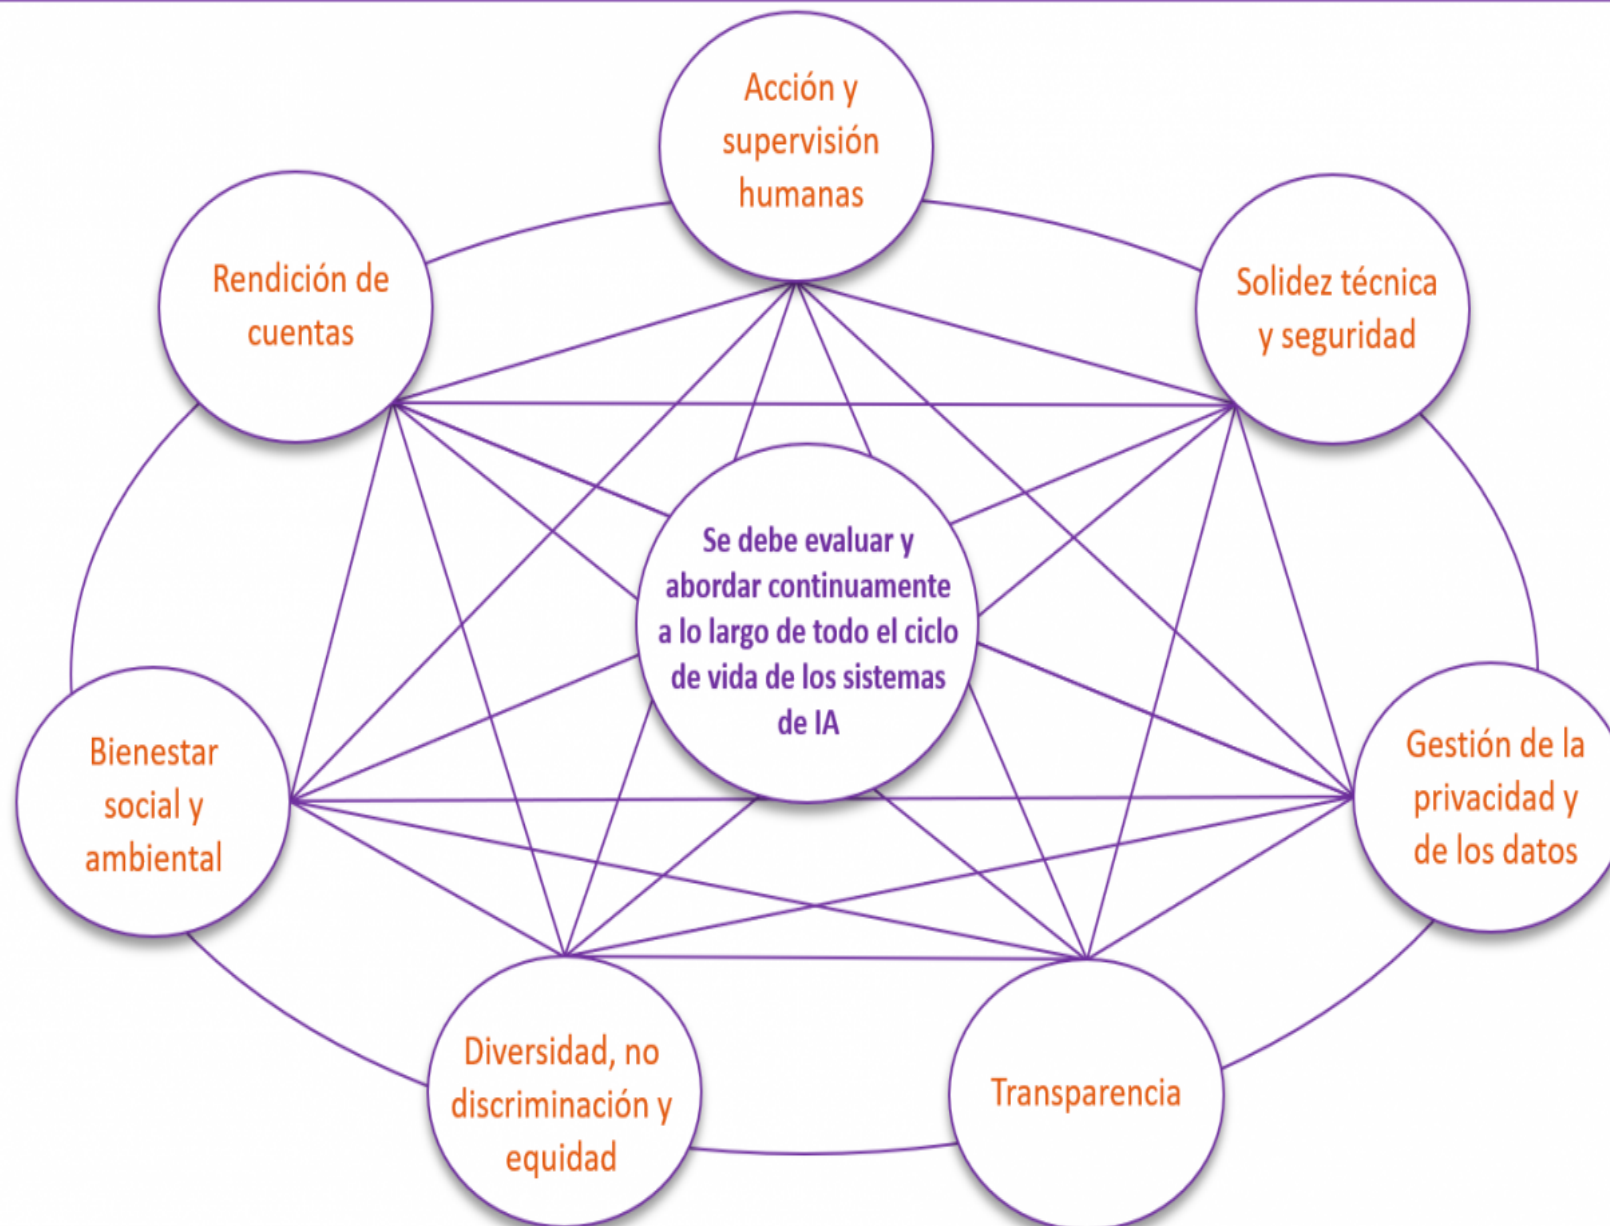 Acción y
supervisión
humanas
Rendición de
cuentas
Solidez técnica
y seguridad
Se debe evaluar y
abordar continuamente
a lo largo de todo el ciclo
de vida de los sistemas
de IA
Bienestar
social y
ambiental
Gestión de la
privacidad y
de los datos
Diversidad, no
discriminación y
equidad
Transparencia